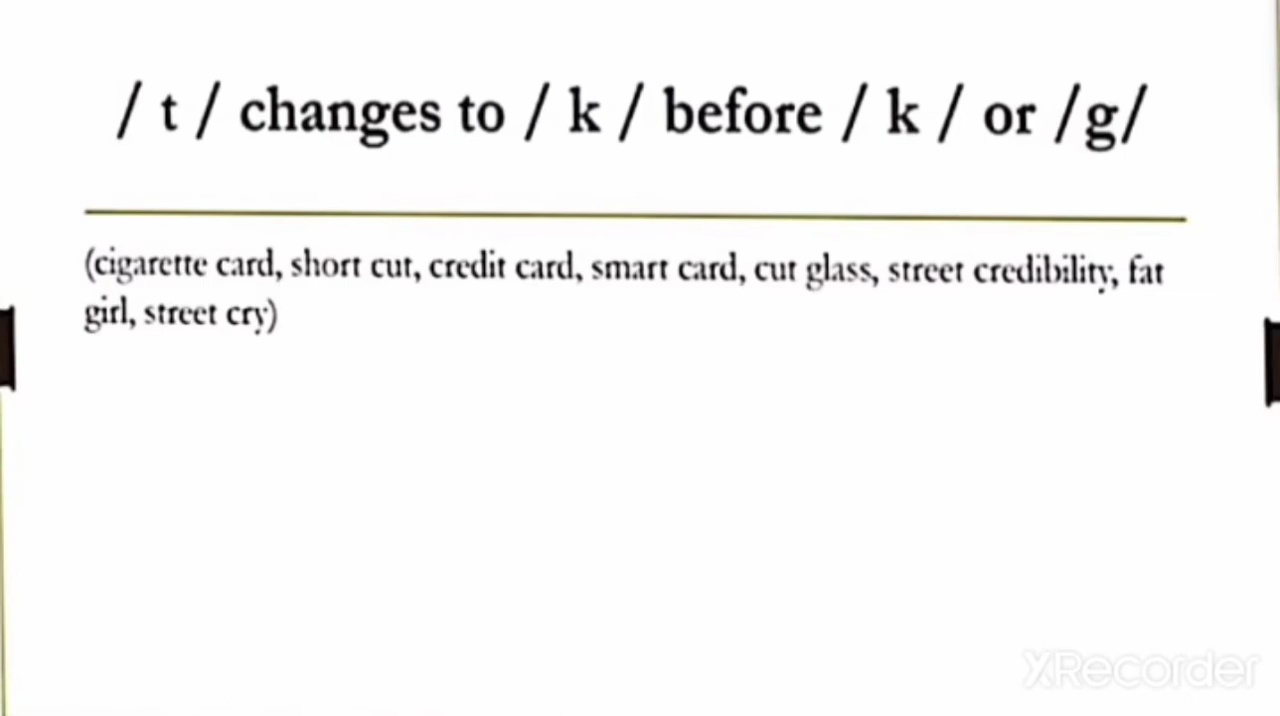 / t / changes to / k / before / k / or /g/
(cigarette card, short cut, credit card, smart card, cut glass, street credibility, fat
girl, street cry)
XRecorder